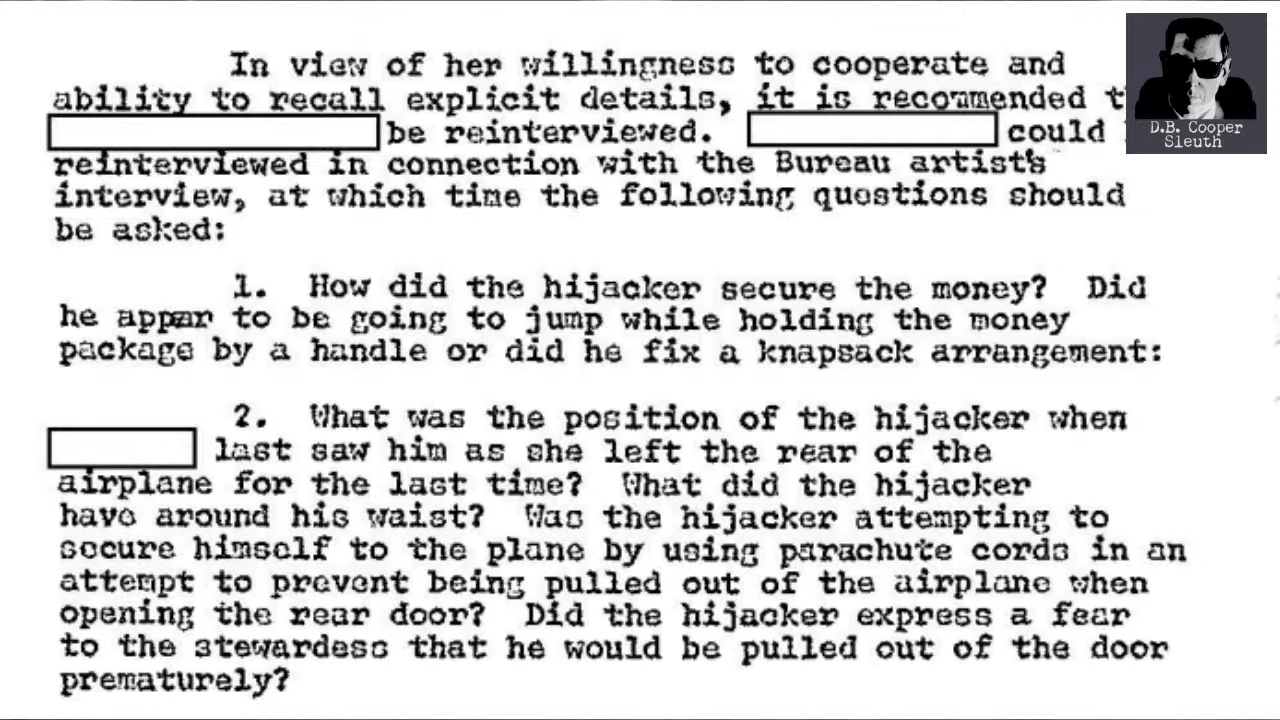 In view of her willingness to cooperate and
ability to recall explicit details, it is recommended
be reinterviewed. could
reinterviewed in connection with the Bureau artist's
interview, at which time the following questions should
be asked:
1. How did the hijacker secure the money? Did
he appar to be going to jump while holding the money
package by a handle or did he fix a knapsack arrangement:
2. What was the position of the hijacker when
last saw him as she left the rear of the
airplane for the last time? What did the hijacker
have around his waist? Was the hijacker attempting to
secure himself to the plane by using parachute cords in an
attempt to prevent being pulled out of the airplane when
opening the rear door? Did the hijacker express a fear
to the stewardess that he would be pulled out of the door
prematurely?
D.B. Cooper
Sleuth